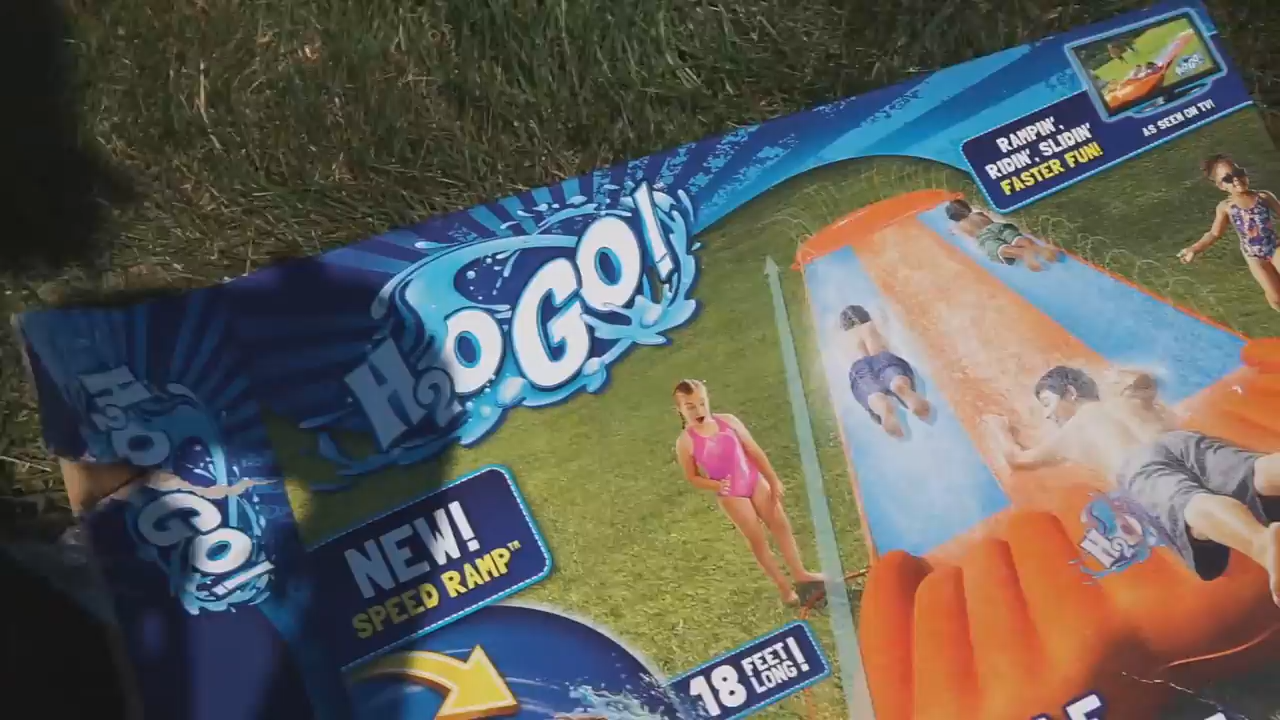 RAMPIN',
RIDIN', SLIDIN'
FASTER FUN!
AS SEEN ON TV!
H2O GO!
H2O
GO!
NEW!
SPEED RAMP™
18 FEET
LONG!
H2O